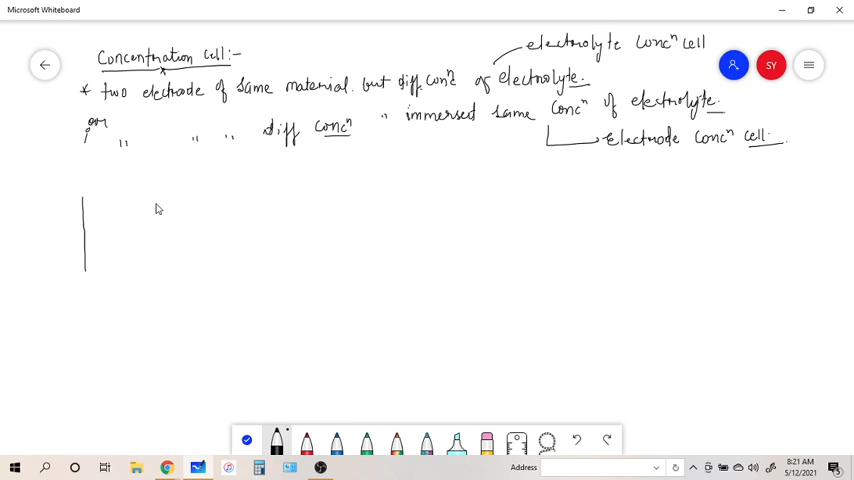 Microsoft Whiteboard
electrolyte Concⁿ Cell
Concentration cell:-
* two electrode of same material. but diff. Concⁿ of electrolyte.
or
" " " diff concⁿ " immersed same Concⁿ of electrolyte.
Electrode Concⁿ cell.
SY
Address
8:21 AM
5/12/2021